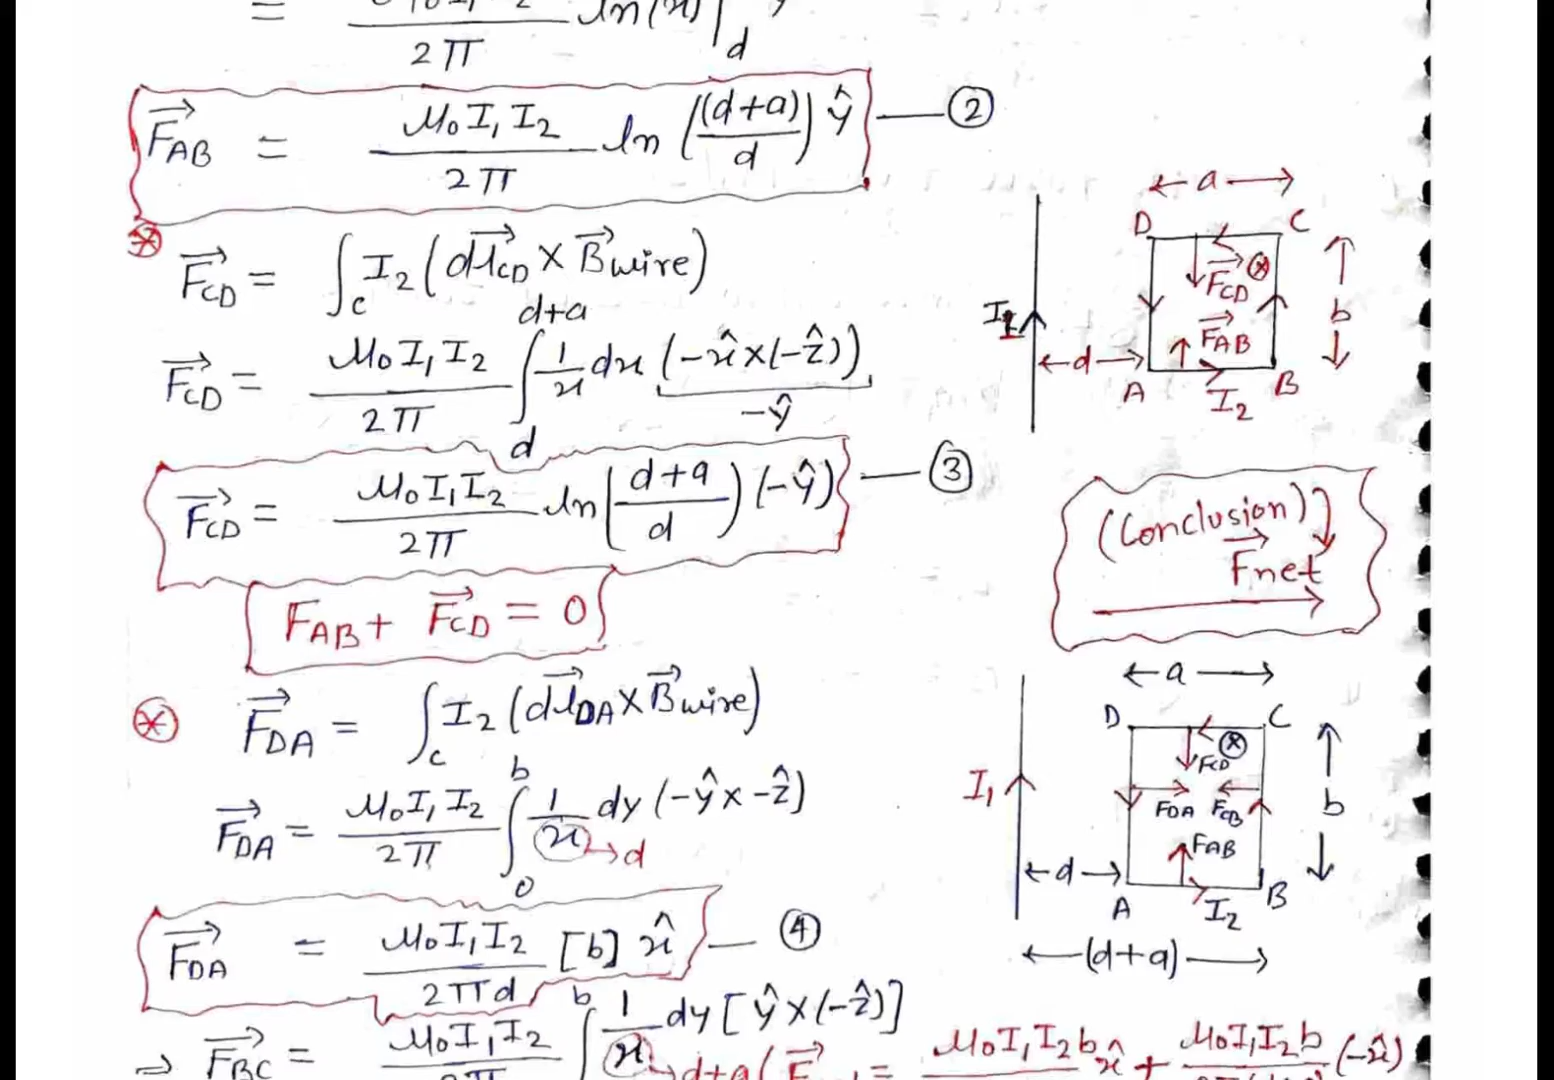 = 2π ln(x)| d
F⃗AB = μ₀I₁I₂/2π ln((d+a)/d) ŷ — ②
F⃗CD = ∫c I₂(dl⃗CD × B⃗wire)
F⃗CD = μ₀I₁I₂/2π ∫_d^{d+a} 1/x dx (-x̂×(-ẑ))
-ŷ
F⃗CD = μ₀I₁I₂/2π ln((d+a)/d) (-ŷ) — ③
FAB + F⃗CD = 0
F⃗DA = ∫c I₂(dl⃗DA × B⃗wire)
F⃗DA = μ₀I₁I₂/2π ∫_0^b 1/x dy (-ŷ × -ẑ)
→ d
F⃗DA = μ₀I₁I₂/2πd [b] x̂ — ④
⇒ F⃗BC = μ₀I₁I₂/2π ∫^b 1/x dy [ŷ × (-ẑ)]
→ d+a
= μ₀I₁I₂b x̂ + μ₀I₁I₂b (-x̂)
← a →
D C
F⃗CD ⊗
I₁ b
F⃗AB
← d →
A B
I₂
(Conclusion)
F⃗net
← a →
D C
⊗
FCD
I₁ FDA FCB b
FAB
← d →
A I₂ B
← (d+a) →